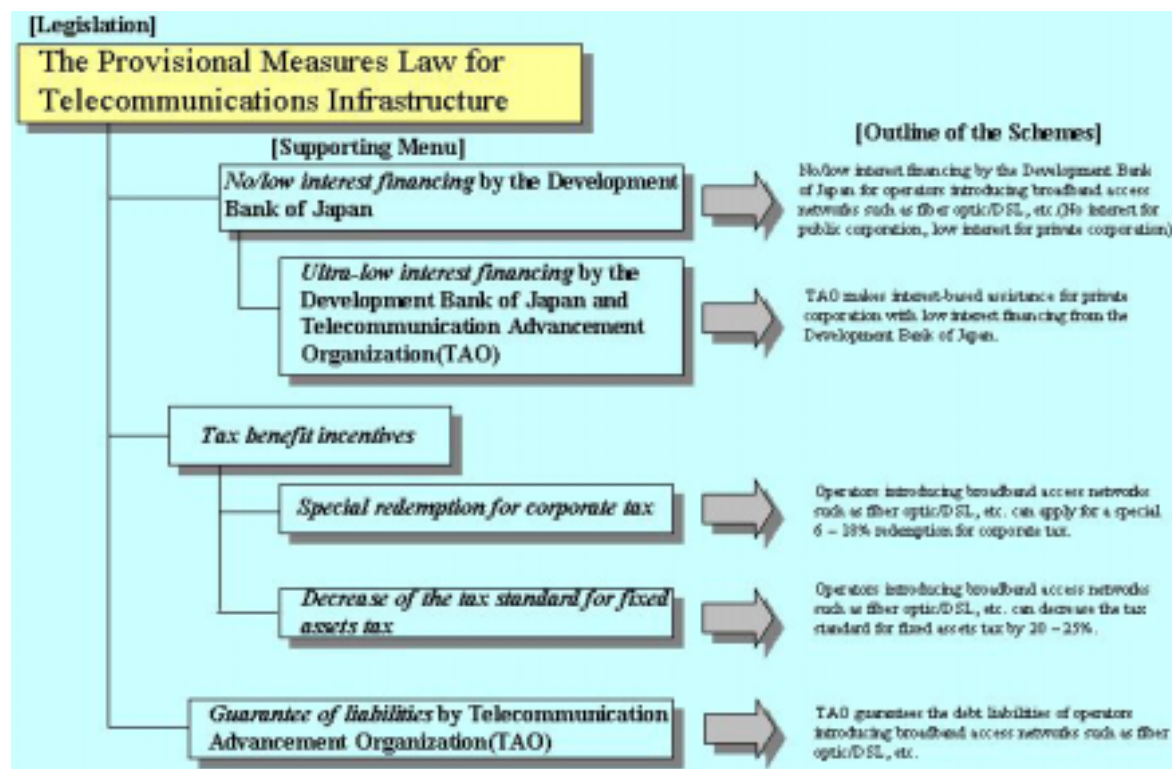 [Legislation]
The Provisional Measures Law for
Telecommunications Infrastructure
[Supporting Menu]
[Outline of the Schemes]
No/low interest financing by the Development
Bank of Japan
No/low interest financing by the Development Bank
of Japan for operators introducing broadband access
networks such as fiber optic/DSL, etc.(No interest for
public corporation, low interest for private corporation)
Ultra-low interest financing by the
Development Bank of Japan and
Telecommunication Advancement
Organization(TAO)
TAO makes interest-based assistance for private
corporation with low interest financing from the
Development Bank of Japan.
Tax benefit incentives
Special redemption for corporate tax
Operators introducing broadband access networks
such as fiber optic/DSL, etc. can apply for a special
6 – 18% redemption for corporate tax.
Decrease of the tax standard for fixed
assets tax
Operators introducing broadband access networks
such as fiber optic/DSL, etc. can decrease the tax
standard for fixed assets tax by 20 – 25%.
Guarantee of liabilities by Telecommunication
Advancement Organization(TAO)
TAO guarantees the debt liabilities of operators
introducing broadband access networks such as fiber
optic/DSL, etc.